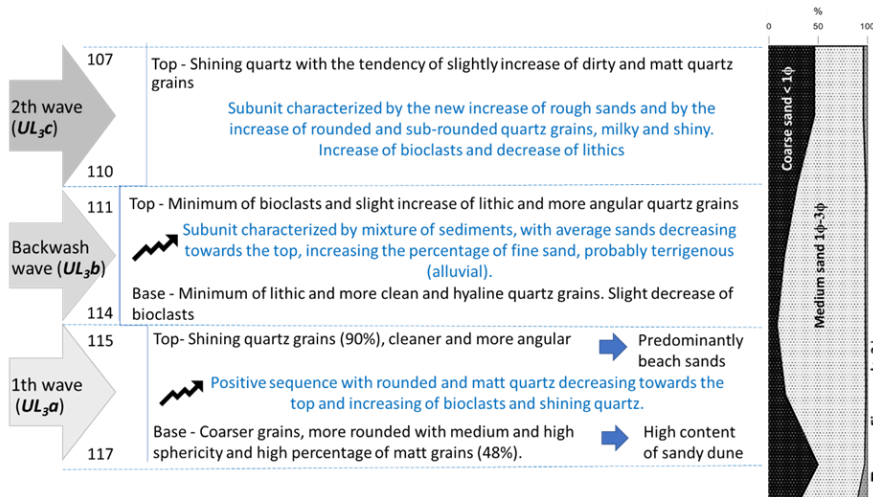 %
0 50 100
107
Top - Shining quartz with the tendency of slightly increase of dirty and matt quartz
grains
2th wave
(UL₃c)
Subunit characterized by the new increase of rough sands and by the
increase of rounded and sub-rounded quartz grains, milky and shiny.
Increase of bioclasts and decrease of lithics
110
111
Top - Minimum of bioclasts and slight increase of lithic and more angular quartz grains
Backwash
wave (UL₃b)
Subunit characterized by mixture of sediments, with average sands decreasing
towards the top, increasing the percentage of fine sand, probably terrigenous
(alluvial).
Base - Minimum of lithic and more clean and hyaline quartz grains. Slight decrease of
bioclasts
114
115
Top- Shining quartz grains (90%), cleaner and more angular
Predominantly
beach sands
1th wave
(UL₃a)
Positive sequence with rounded and matt quartz decreasing towards the
top and increasing of bioclasts and shining quartz.
Base - Coarser grains, more rounded with medium and high
sphericity and high percentage of matt grains (48%).
High content
of sandy dune
117
Coarse sand < 1ϕ
Medium sand 1ϕ-3ϕ